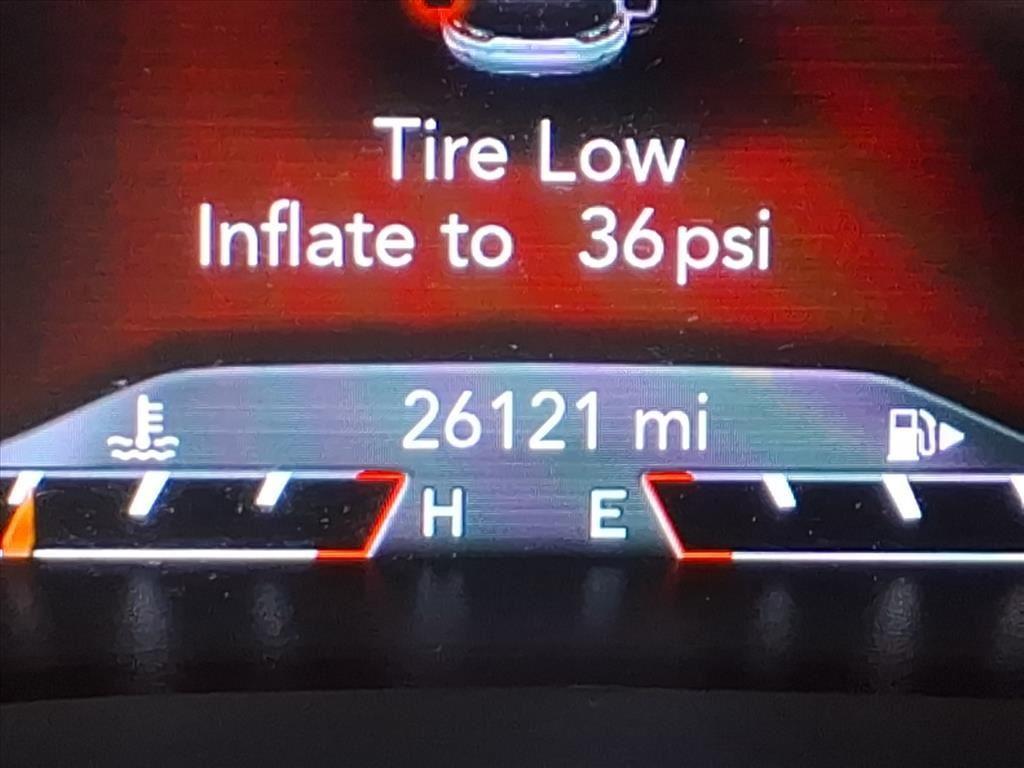 Tire Low
Inflate to 36psi
26121 mi
H E